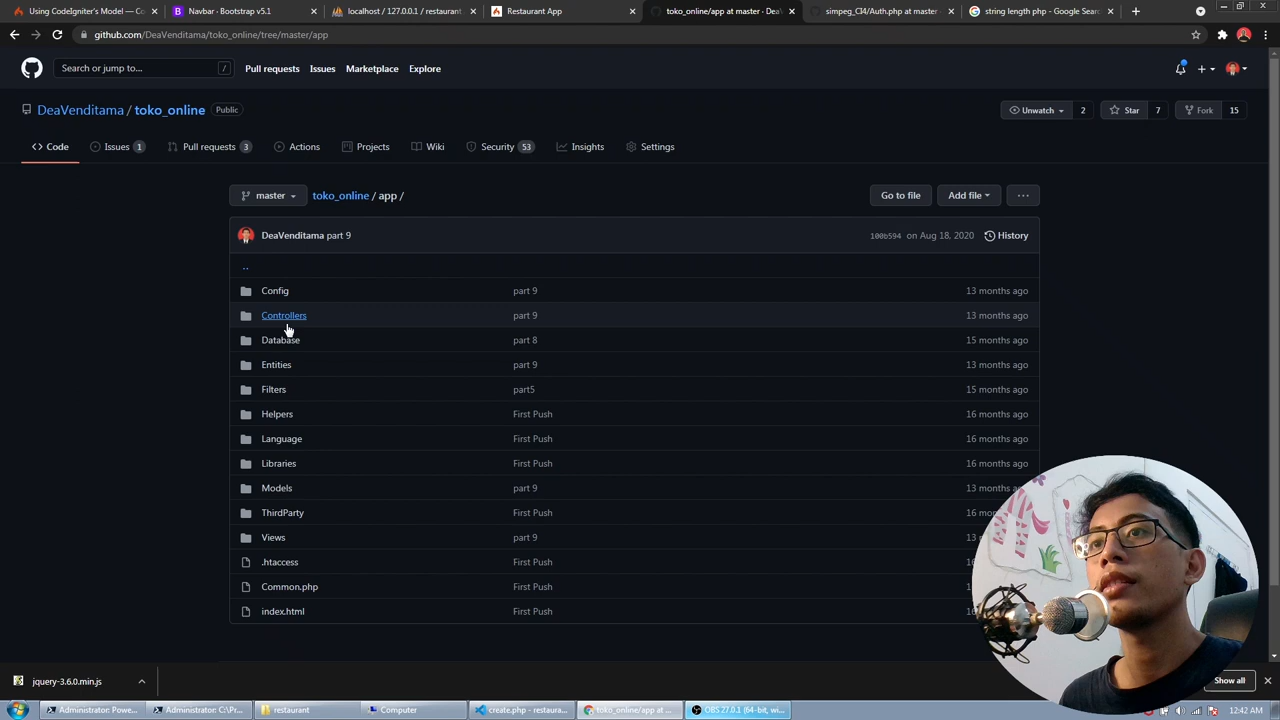 Using CodeIgniter's Model — Co
Navbar · Bootstrap v5.1
localhost / 127.0.0.1 / restaurant
Restaurant App
toko_online/app at master · DeaV
simpeg_CI4/Auth.php at master
string length php - Google Searc
github.com/DeaVenditama/toko_online/tree/master/app
Search or jump to... /
Pull requests Issues Marketplace Explore
DeaVenditama / toko_online Public
Unwatch 2 Star 7 Fork 15
Code Issues 1 Pull requests 3 Actions Projects Wiki Security 53 Insights Settings
master toko_online / app / Go to file Add file ...
DeaVenditama part 9 100b594 on Aug 18, 2020 History
..
Config part 9 13 months ago
Controllers part 9 13 months ago
Database part 8 15 months ago
Entities part 9 13 months ago
Filters part5 15 months ago
Helpers First Push 16 months ago
Language First Push 16 months ago
Libraries First Push 16 months ago
Models part 9 13 months ago
ThirdParty First Push 16 mon
Views part 9 13
.htaccess First Push
Common.php First Push
index.html First Push
jquery-3.6.0.min.js Show all
Administrator: Powe... Administrator: C:\Pr... restaurant Computer create.php - restaura... toko_online/app at ... OBS 27.0.1 (64-bit, wi... 12:42 AM